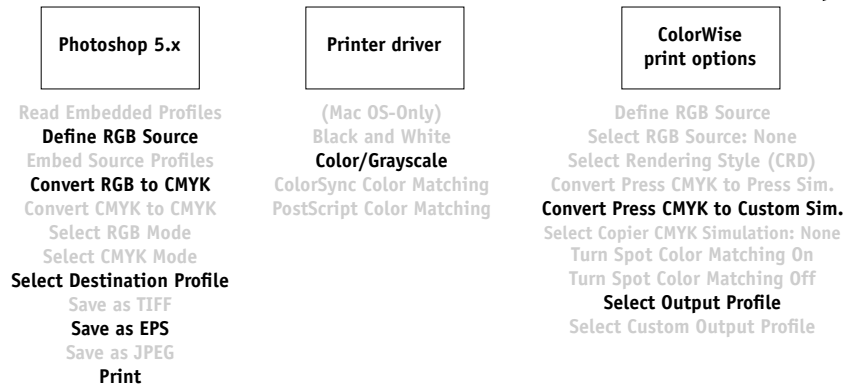 Photoshop 5.x
Read Embedded Profiles
Define RGB Source
Embed Source Profiles
Convert RGB to CMYK
Convert CMYK to CMYK
Select RGB Mode
Select CMYK Mode
Select Destination Profile
Save as TIFF
Save as EPS
Save as JPEG
Print
Printer driver
(Mac OS-Only)
Black and White
Color/Grayscale
ColorSync Color Matching
PostScript Color Matching
ColorWise
print options
Define RGB Source
Select RGB Source: None
Select Rendering Style (CRD)
Convert Press CMYK to Press Sim.
Convert Press CMYK to Custom Sim.
Select Copier CMYK Simulation: None
Turn Spot Color Matching On
Turn Spot Color Matching Off
Select Output Profile
Select Custom Output Profile